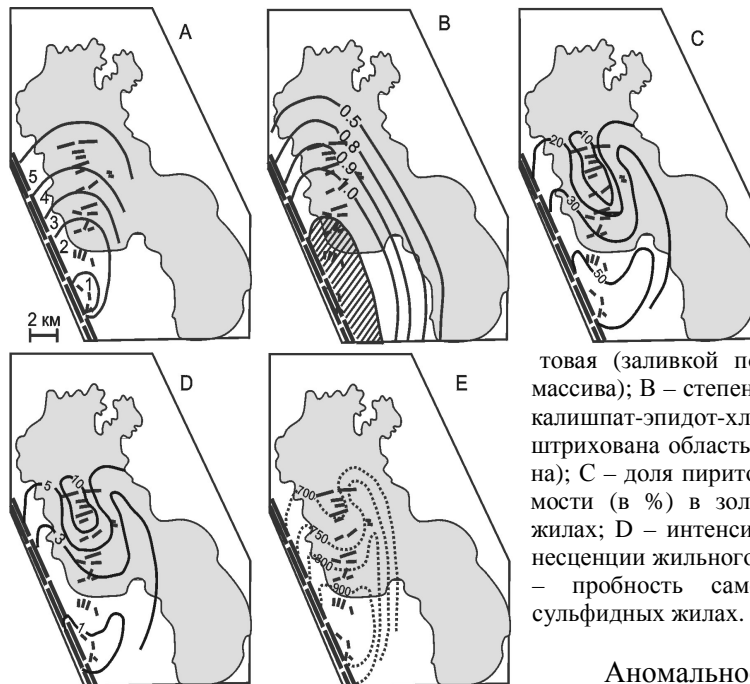 A
B
C
5
4
3
2
1
2 км
0.5
0.8
0.9
1.0
20
10
30
50
D
E
5
10
3
1
700
750
800
900
товая (заливкой по
массива); В – степен
калишпат-эпидот-хл
штрихована область
на); С – доля пирито
мости (в %) в зол
жилах; D – интенси
несценции жильного
– пробность сам
сульфидных жилах.
Аномально